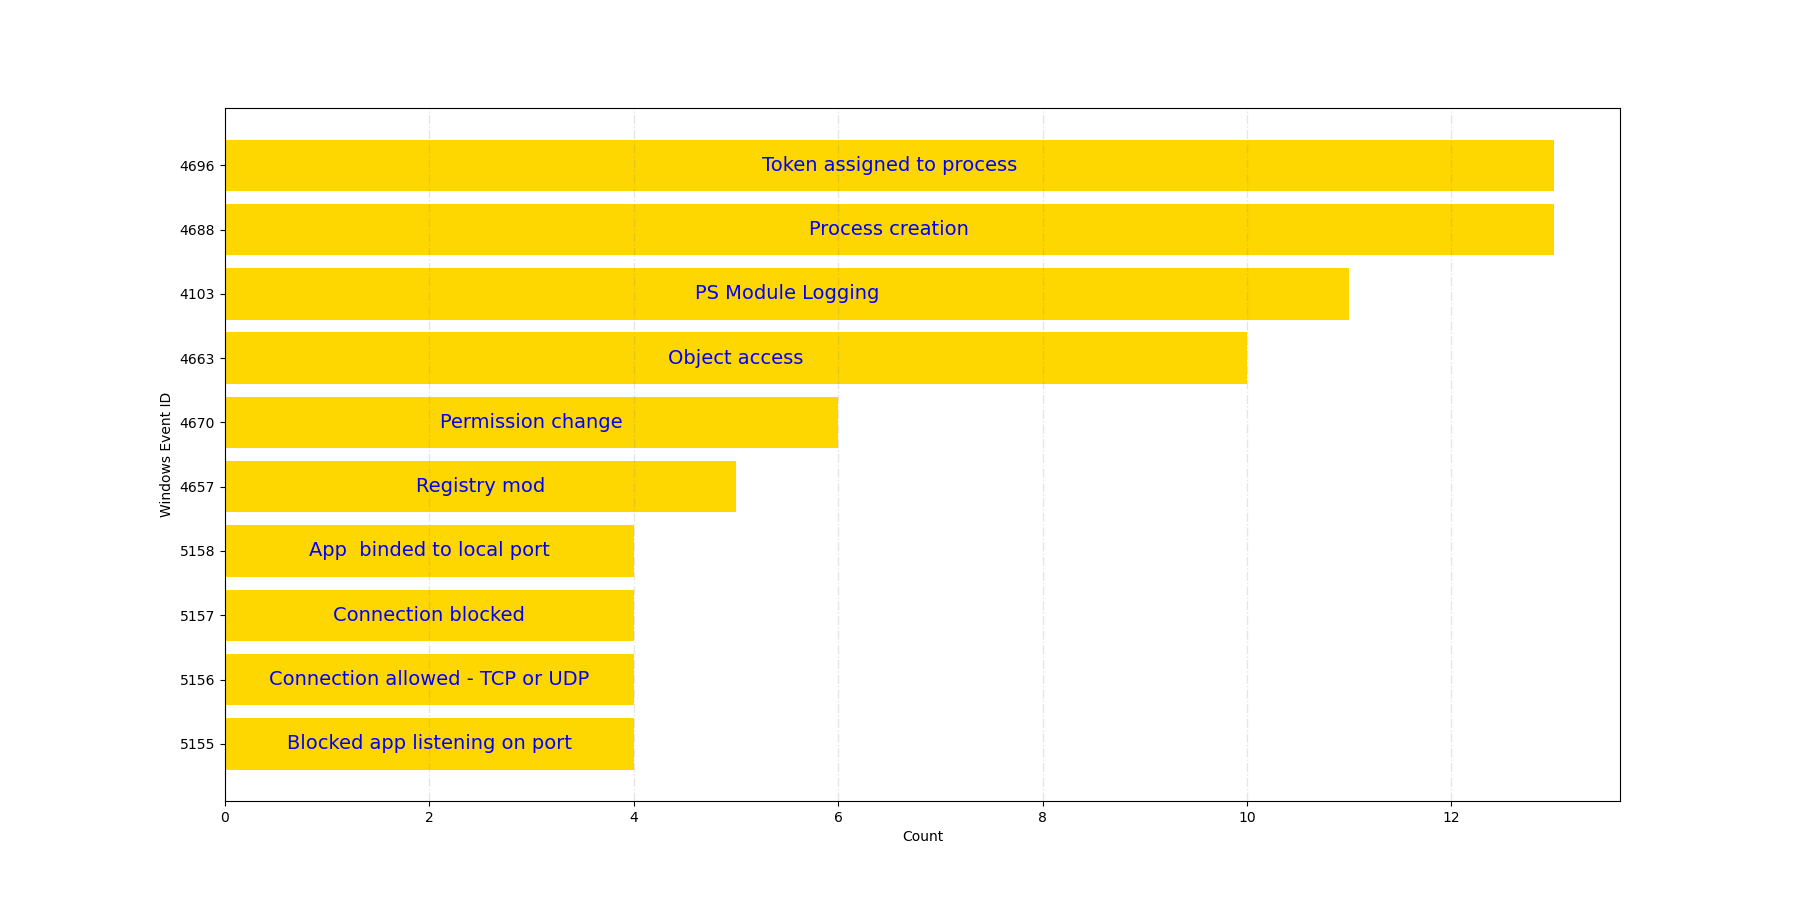 4696 Token assigned to process
4688 Process creation
4103 PS Module Logging
4663 Object access
4670 Permission change
4657 Registry mod
5158 App  binded to local port
5157 Connection blocked
5156 Connection allowed - TCP or UDP
5155 Blocked app listening on port
Windows Event ID
0 2 4 6 8 10 12
Count